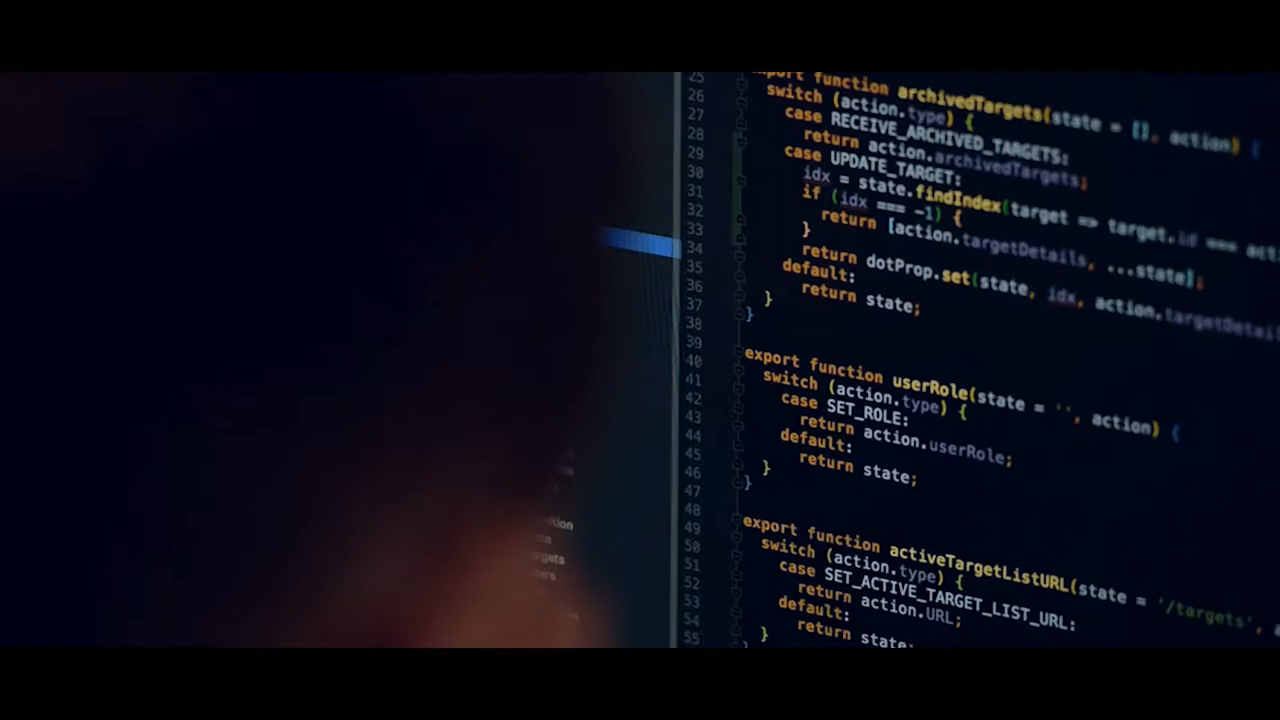 25
26
27
28
29
30
31
32
33
34
35
36
37
38
39
40
41
42
43
44
45
46
47
48
49
50
51
52
53
54
55
function archivedTargets(state = [], action) {
switch (action.type) {
case RECEIVE_ARCHIVED_TARGETS:
return action.archivedTargets;
case UPDATE_TARGET:
idx = state.findIndex(target => target.id ===
if (idx === -1) {
return [action.targetDetails, ...state];
}
return dotProp.set(state, idx, action.targetDetail
default:
return state;
}
}
export function userRole(state = '', action) {
switch (action.type) {
case SET_ROLE:
return action.userRole;
default:
return state;
}
}
export function activeTargetListURL(state = '/targets',
switch (action.type) {
case SET_ACTIVE_TARGET_LIST_URL:
return action.URL;
default:
return state;
}